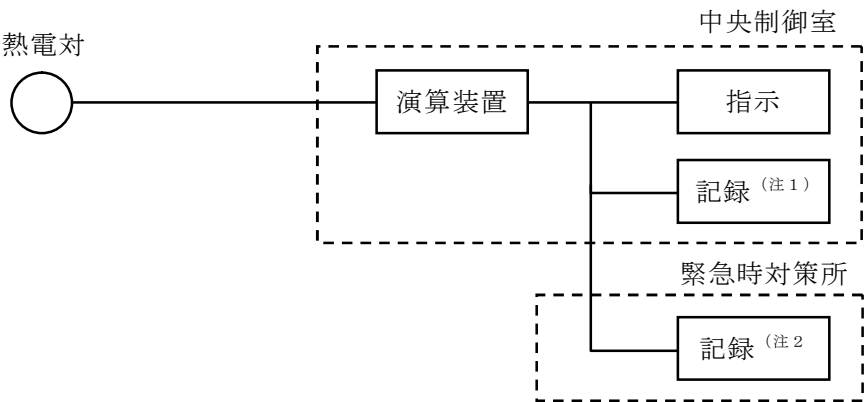 中央制御室
熱電対
演算装置
指示
記録（注１）
緊急時対策所
記録（注２